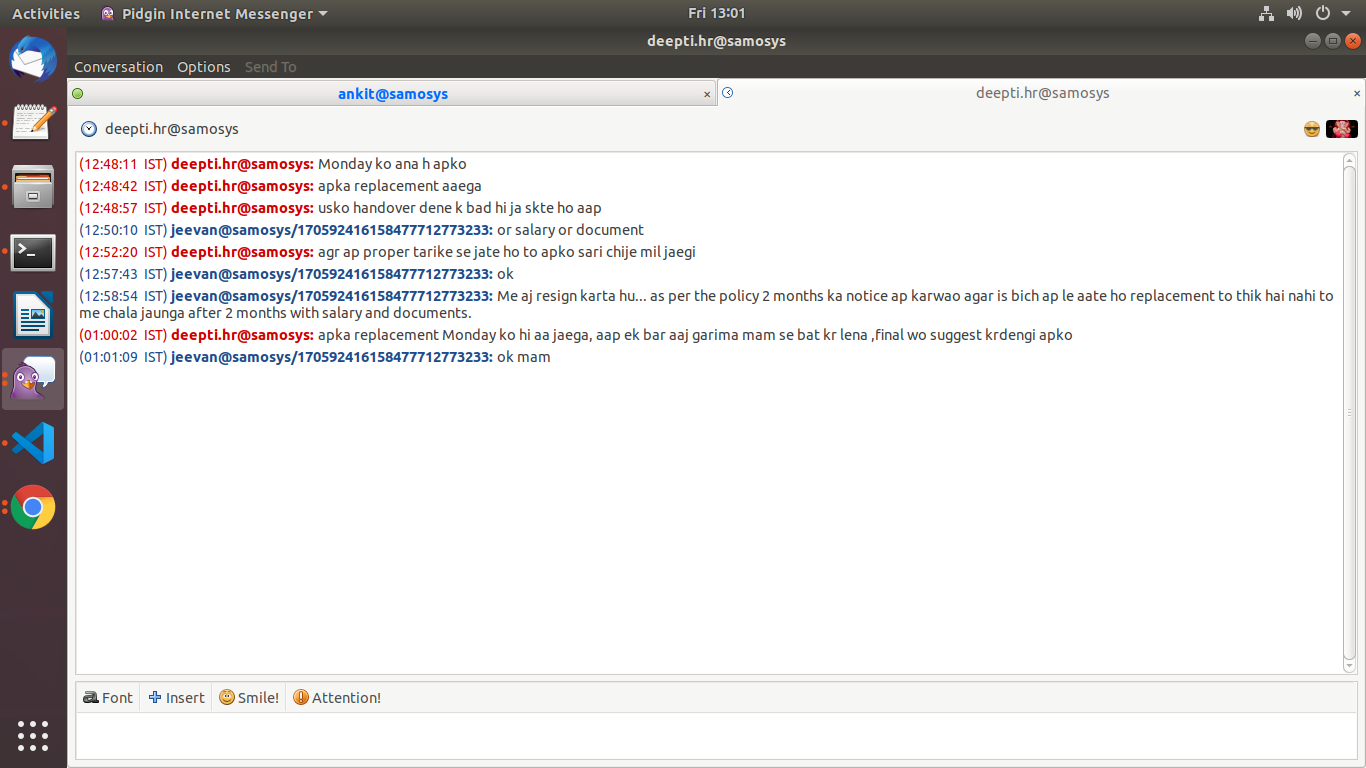 Activities Pidgin Internet Messenger Fri 13:01
deepti.hr@samosys
Conversation Options Send To
ankit@samosys × deepti.hr@samosys ×
deepti.hr@samosys
(12:48:11 IST) deepti.hr@samosys: Monday ko ana h apko
(12:48:42 IST) deepti.hr@samosys: apka replacement aaega
(12:48:57 IST) deepti.hr@samosys: usko handover dene k bad hi ja skte ho aap
(12:50:10 IST) jeevan@samosys/170592416158477712773233: or salary or document
(12:52:20 IST) deepti.hr@samosys: agr ap proper tarike se jate ho to apko sari chije mil jaegi
(12:57:43 IST) jeevan@samosys/170592416158477712773233: ok
(12:58:54 IST) jeevan@samosys/170592416158477712773233: Me aj resign karta hu... as per the policy 2 months ka notice ap karwao agar is bich ap le aate ho replacement to thik hai nahi to
me chala jaunga after 2 months with salary and documents.
(01:00:02 IST) deepti.hr@samosys: apka replacement Monday ko hi aa jaega, aap ek bar aaj garima mam se bat kr lena ,final wo suggest krdengi apko
(01:01:09 IST) jeevan@samosys/170592416158477712773233: ok mam
Font Insert Smile! Attention!